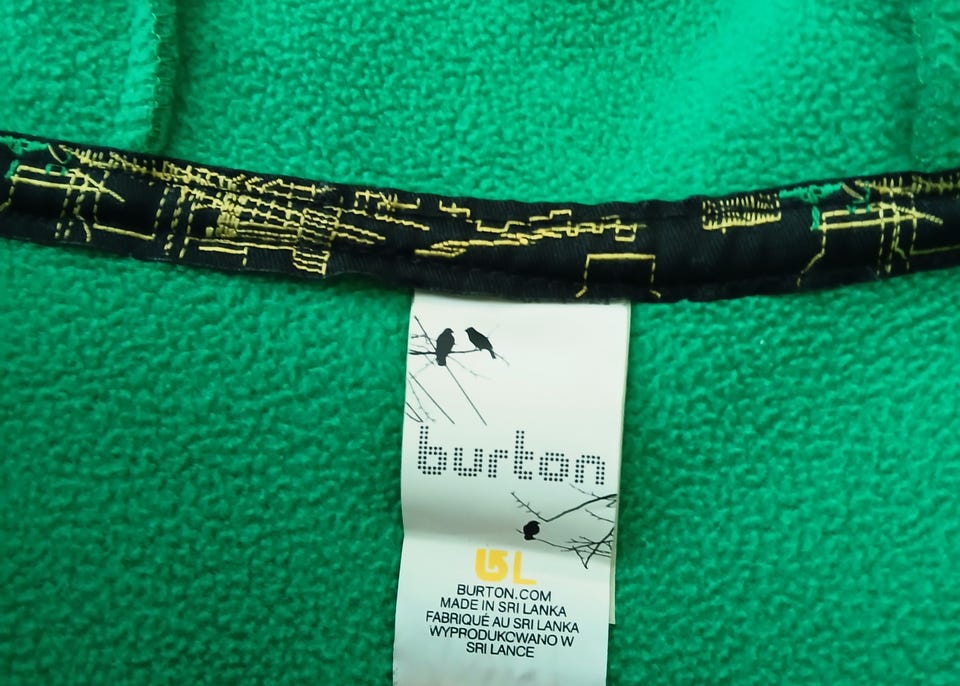 burton
L
BURTON.COM
MADE IN SRI LANKA
FABRIQUÉ AU SRI LANKA
WYPRODUKOWANO W
SRI LANCE